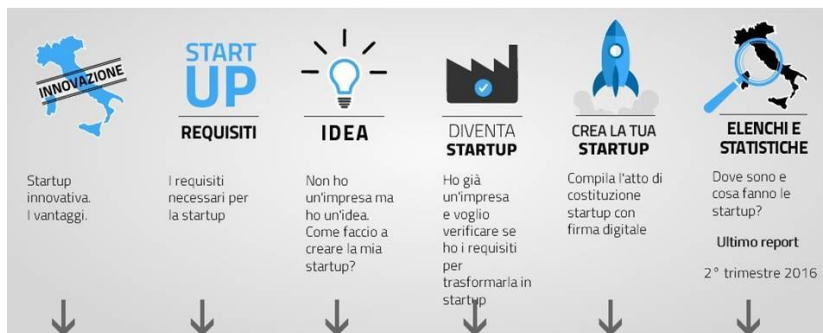 INNOVAZIONE
Startup
innovativa.
I vantaggi.
START
UP
REQUISITI
I requisiti
necessari per
la startup
IDEA
Non ho
un'impresa ma
ho un'idea.
Come faccio a
creare la mia
startup?
DIVENTA
STARTUP
Ho già
un'impresa
e voglio
verificare se
ho i requisiti
per
trasformarla in
startup
CREA LA TUA
STARTUP
Compila l'atto di
costituzione
startup con
firma digitale
ELENCHI E
STATISTICHE
Dove sono e
cosa fanno le
startup?
Ultimo report
2° trimestre 2016